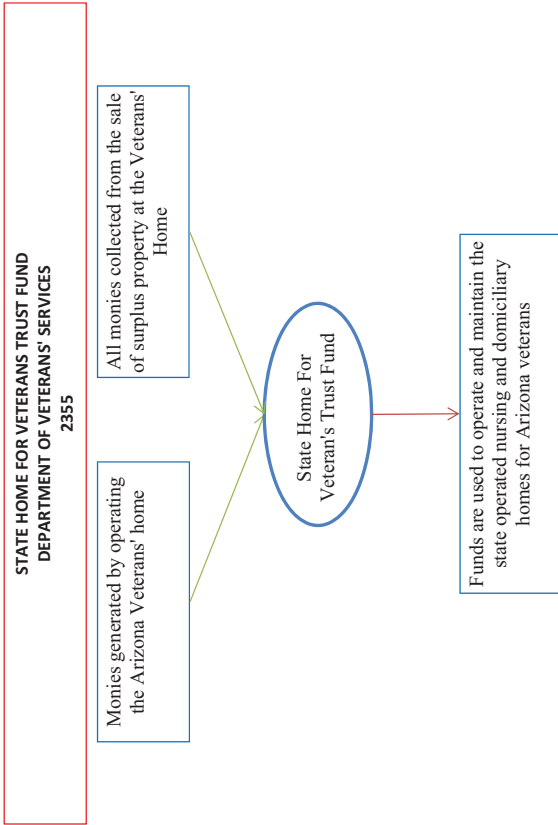 STATE HOME FOR VETERANS TRUST FUND
DEPARTMENT OF VETERANS' SERVICES
2355
Monies generated by operating
the Arizona Veterans' home
All monies collected from the sale
of surplus property at the Veterans'
Home
State Home For
Veteran's Trust Fund
Funds are used to operate and maintain the
state operated nursing and domiciliary
homes for Arizona veterans